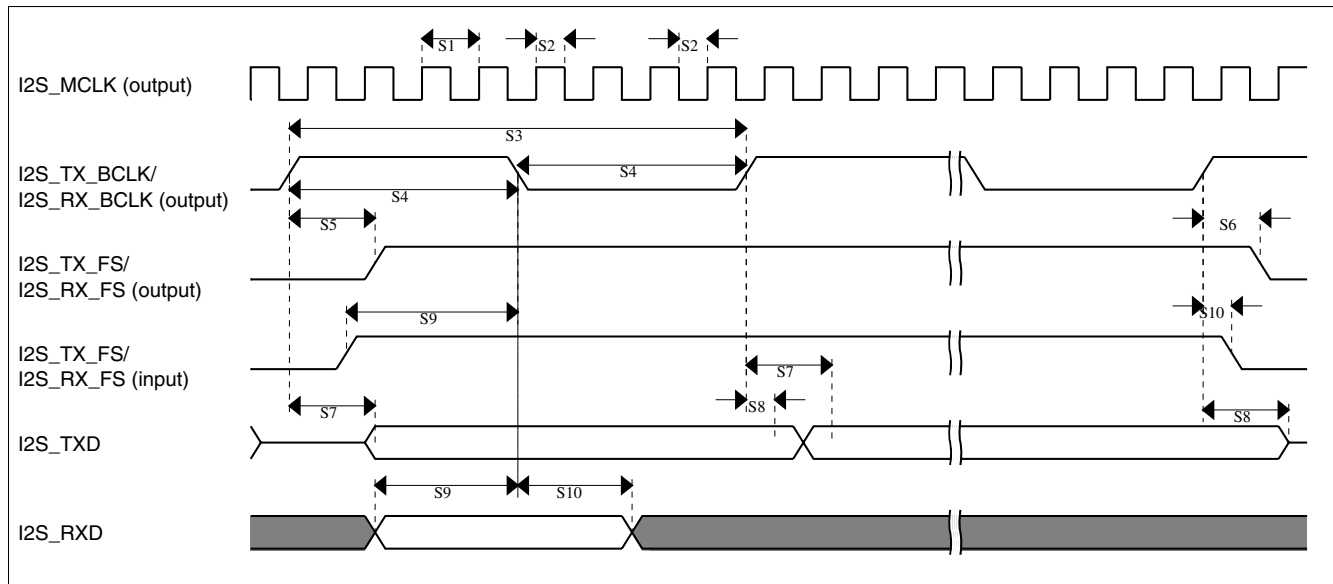 S1 S2 S2
I2S_MCLK (output)
S3
I2S_TX_BCLK/
I2S_RX_BCLK (output)
S4
S4
S5 S6
I2S_TX_FS/
I2S_RX_FS (output)
S9 S10
I2S_TX_FS/
I2S_RX_FS (input)
S7
S7 S8 S8
I2S_TXD
S9 S10
I2S_RXD